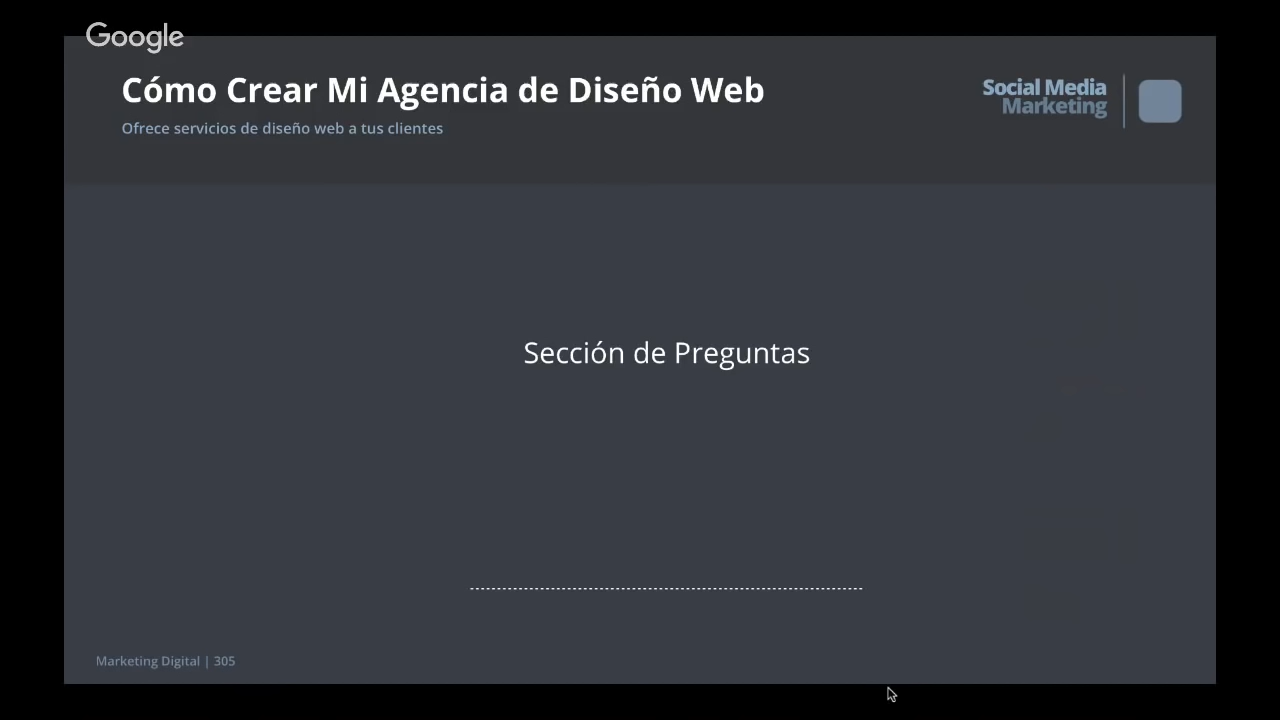 Google
Cómo Crear Mi Agencia de Diseño Web
Ofrece servicios de diseño web a tus clientes
Social Media
Marketing
Sección de Preguntas
Marketing Digital | 305